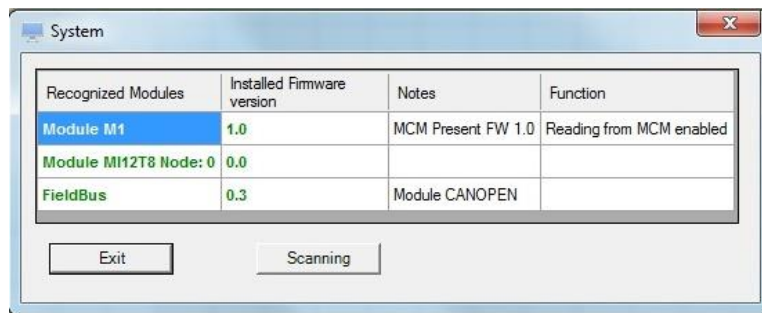 System
Recognized Modules Installed Firmware version Notes Function
Module M1 1.0 MCM Present FW 1.0 Reading from MCM enabled
Module MI12T8 Node: 0 0.0
FieldBus 0.3 Module CANOPEN
Exit Scanning